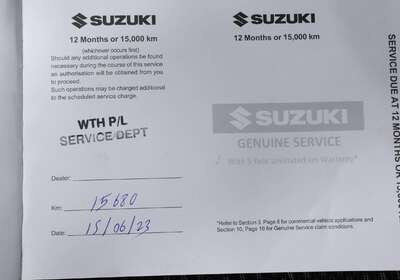 SUZUKI
12 Months or 15,000 km
(whichever occurs first)
Should any additional operations be found
necessary during the course of this service
an authorisation will be obtained from you
to proceed.
Such operations may be charged additional
to the scheduled service charge.
WTH P/L
SERVICE DEPT
Dealer:
Km: 15680
Date: 15/06/23
SUZUKI
12 Months or 15,000 km
SUZUKI
GENUINE SERVICE
*Refer to Section 3, Page 8 for commercial vehicle applications and
Section 10, Page 16 for Genuine Service claim conditions.
SERVICE DUE AT 12 MONTHS OR